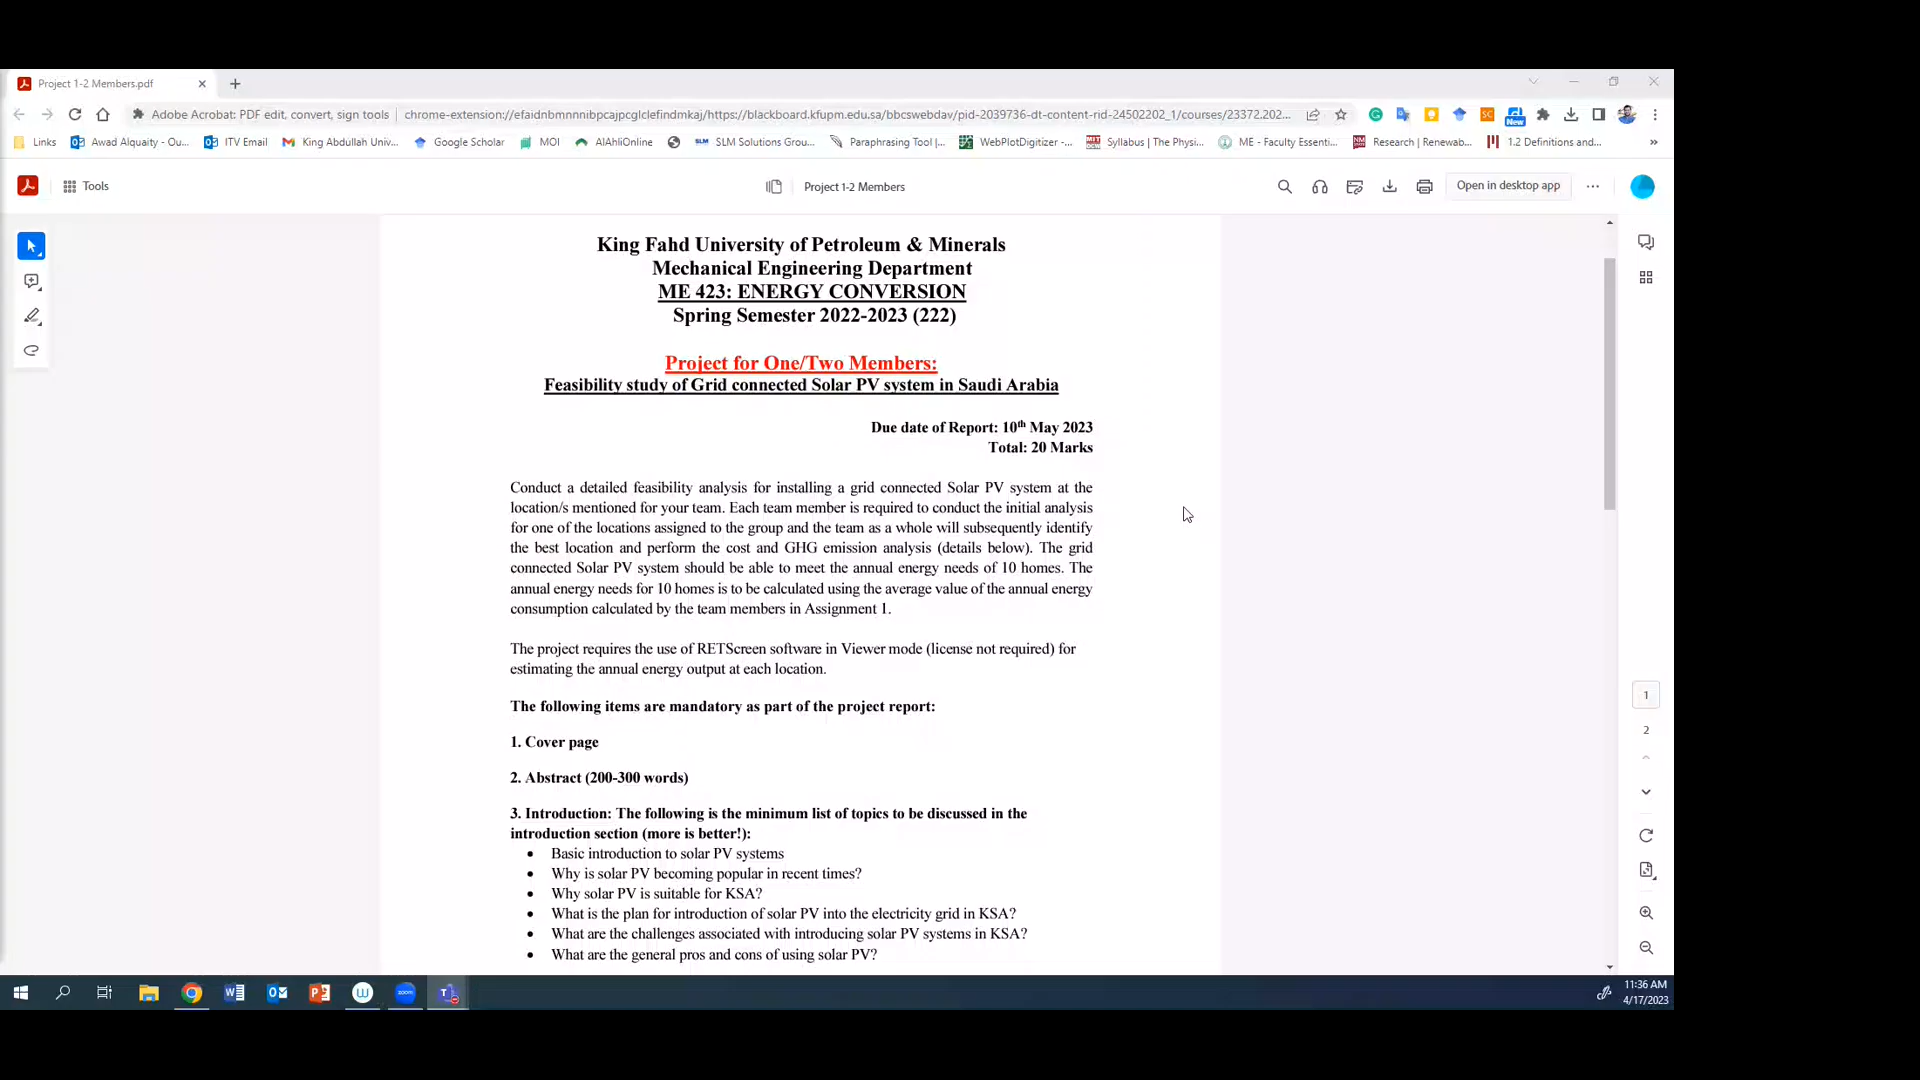 Project 1-2 Members.pdf
Adobe Acrobat: PDF edit, convert, sign tools
chrome-extension://efaidnbmnnnibpcajpcglclefindmkaj/https://blackboard.kfupm.edu.sa/bbcswebdav/pid-2039736-dt-content-rid-24502202_1/courses/23372.202...
New
Links
Awad Alquaity - Ou...
ITV Email
King Abdullah Univ...
Google Scholar
MOI
AlAhliOnline
SLM Solutions Grou...
Paraphrasing Tool |...
WebPlotDigitizer -...
Syllabus | The Physi...
ME - Faculty Essenti...
Research | Renewab...
1.2 Definitions and...
Tools
Project 1-2 Members
Open in desktop app
King Fahd University of Petroleum & Minerals
Mechanical Engineering Department
ME 423: ENERGY CONVERSION
Spring Semester 2022-2023 (222)
Project for One/Two Members:
Feasibility study of Grid connected Solar PV system in Saudi Arabia
Due date of Report: 10th May 2023
Total: 20 Marks
Conduct a detailed feasibility analysis for installing a grid connected Solar PV system at the
location/s mentioned for your team. Each team member is required to conduct the initial analysis
for one of the locations assigned to the group and the team as a whole will subsequently identify
the best location and perform the cost and GHG emission analysis (details below). The grid
connected Solar PV system should be able to meet the annual energy needs of 10 homes. The
annual energy needs for 10 homes is to be calculated using the average value of the annual energy
consumption calculated by the team members in Assignment 1.
The project requires the use of RETScreen software in Viewer mode (license not required) for
estimating the annual energy output at each location.
The following items are mandatory as part of the project report:
1. Cover page
2. Abstract (200-300 words)
3. Introduction: The following is the minimum list of topics to be discussed in the
introduction section (more is better!):
• Basic introduction to solar PV systems
• Why is solar PV becoming popular in recent times?
• Why solar PV is suitable for KSA?
• What is the plan for introduction of solar PV into the electricity grid in KSA?
• What are the challenges associated with introducing solar PV systems in KSA?
• What are the general pros and cons of using solar PV?
1
2
11:36 AM
4/17/2023